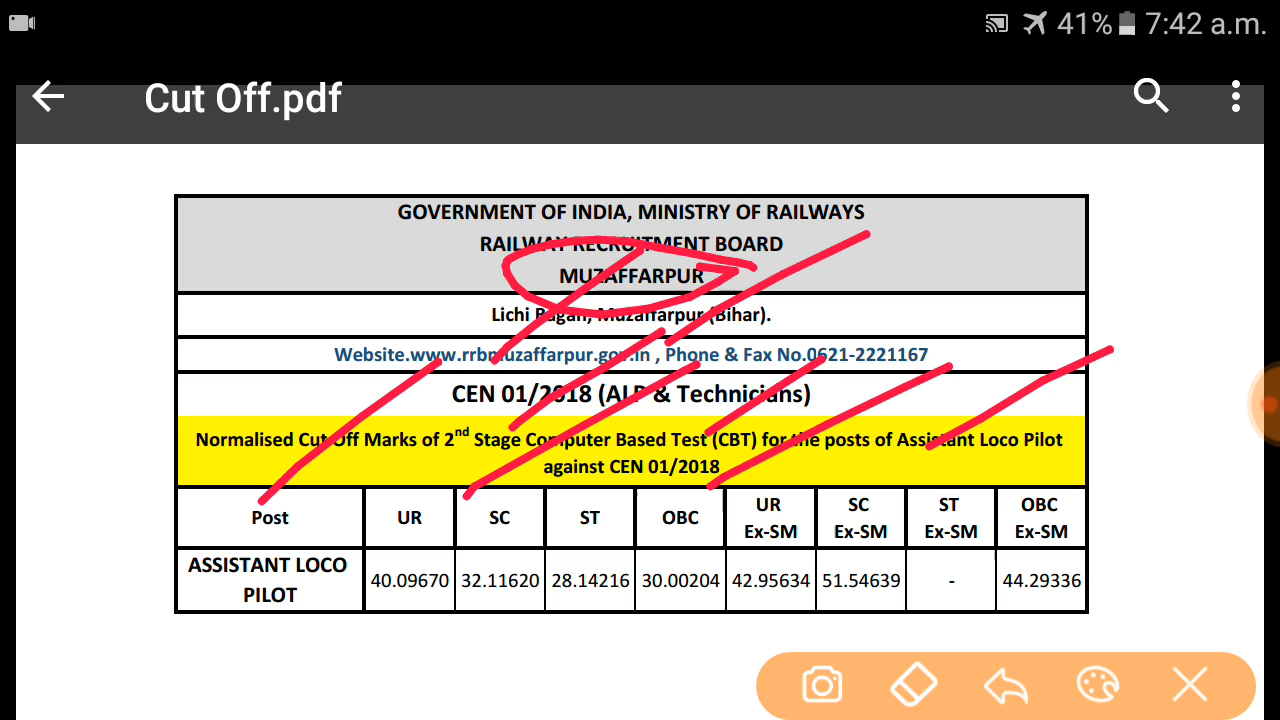 41% 7:42 a.m.
Cut Off.pdf
GOVERNMENT OF INDIA, MINISTRY OF RAILWAYS
RAILWAY RECRUITMENT BOARD
MUZAFFARPUR
Lichi Bagan, Muzaffarpur (Bihar).
Website.www.rrbmuzaffarpur.gov.in , Phone & Fax No.0621-2221167
CEN 01/2018 (ALP & Technicians)
Normalised Cut Off Marks of 2nd Stage Computer Based Test (CBT) for the posts of Assistant Loco Pilot
against CEN 01/2018
Post UR SC ST OBC UR Ex-SM SC Ex-SM ST Ex-SM OBC Ex-SM
ASSISTANT LOCO PILOT 40.09670 32.11620 28.14216 30.00204 42.95634 51.54639 - 44.29336